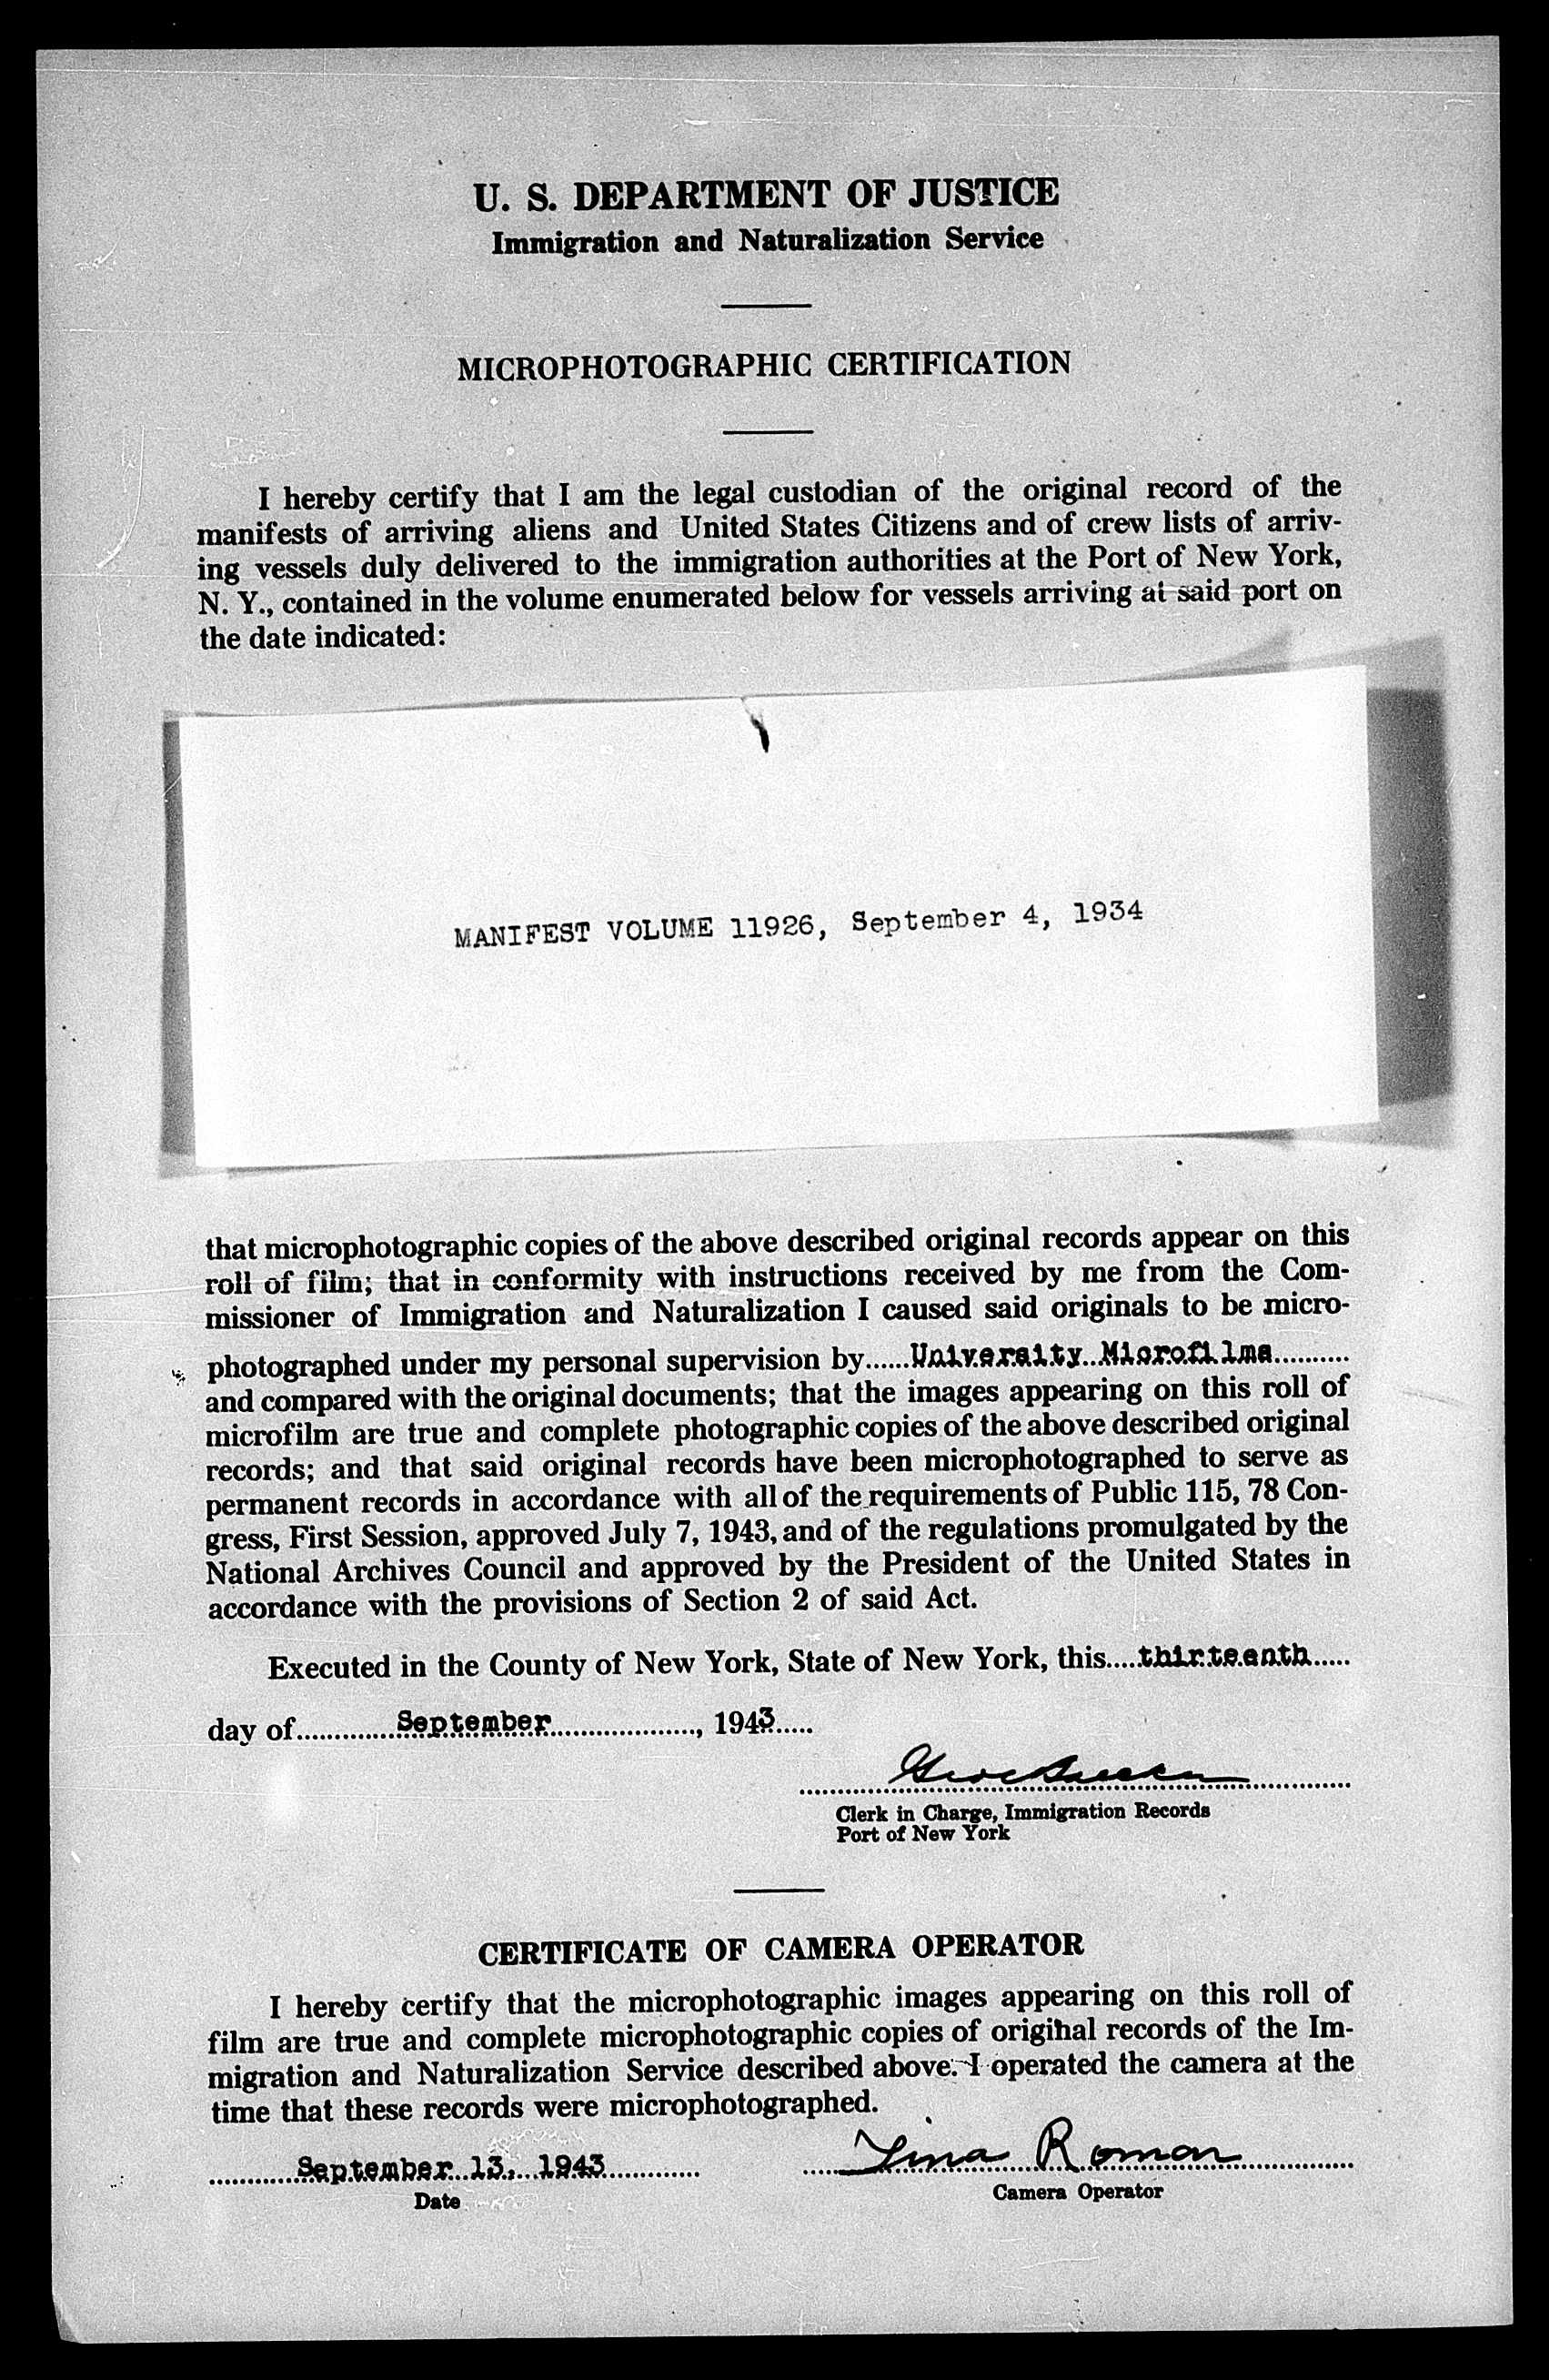 U. S. DEPARTMENT OF JUSTICE
Immigration and Naturalization Service
MICROPHOTOGRAPHIC CERTIFICATION
I hereby certify that I am the legal custodian of the original record of the
manifests of arriving aliens and United States Citizens and of crew lists of arriv-
ing vessels duly delivered to the immigration authorities at the Port of New York,
N. Y., contained in the volume enumerated below for vessels arriving at said port on
the date indicated:
MANIFEST VOLUME 11926, September 4, 1934
that microphotographic copies of the above described original records appear on this
roll of film; that in conformity with instructions received by me from the Com-
missioner of Immigration and Naturalization I caused said originals to be micro-
photographed under my personal supervision by......University Microfilms..........
and compared with the original documents; that the images appearing on this roll of
microfilm are true and complete photographic copies of the above described original
records; and that said original records have been microphotographed to serve as
permanent records in accordance with all of the requirements of Public 115, 78 Con-
gress, First Session, approved July 7, 1943, and of the regulations promulgated by the
National Archives Council and approved by the President of the United States in
accordance with the provisions of Section 2 of said Act.
Executed in the County of New York, State of New York, this....thirteenth.....
day of.............September..................., 1943.....
Clerk in Charge, Immigration Records
Port of New York
CERTIFICATE OF CAMERA OPERATOR
I hereby certify that the microphotographic images appearing on this roll of
film are true and complete microphotographic copies of original records of the Im-
migration and Naturalization Service described above. I operated the camera at the
time that these records were microphotographed.
............September 13, 1943............ Roman
Date Camera Operator